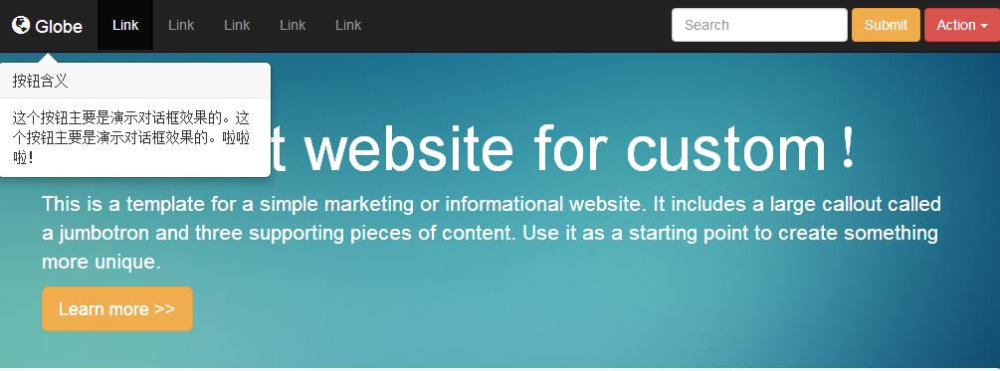 Globe Link Link Link Link Link Search Submit Action
按钮含义
这个按钮主要是演示对话框效果的。这
个按钮主要是演示对话框效果的。啦啦
啦!
t website for custom！
This is a template for a simple marketing or informational website. It includes a large callout called
a jumbotron and three supporting pieces of content. Use it as a starting point to create something
more unique.
Learn more >>